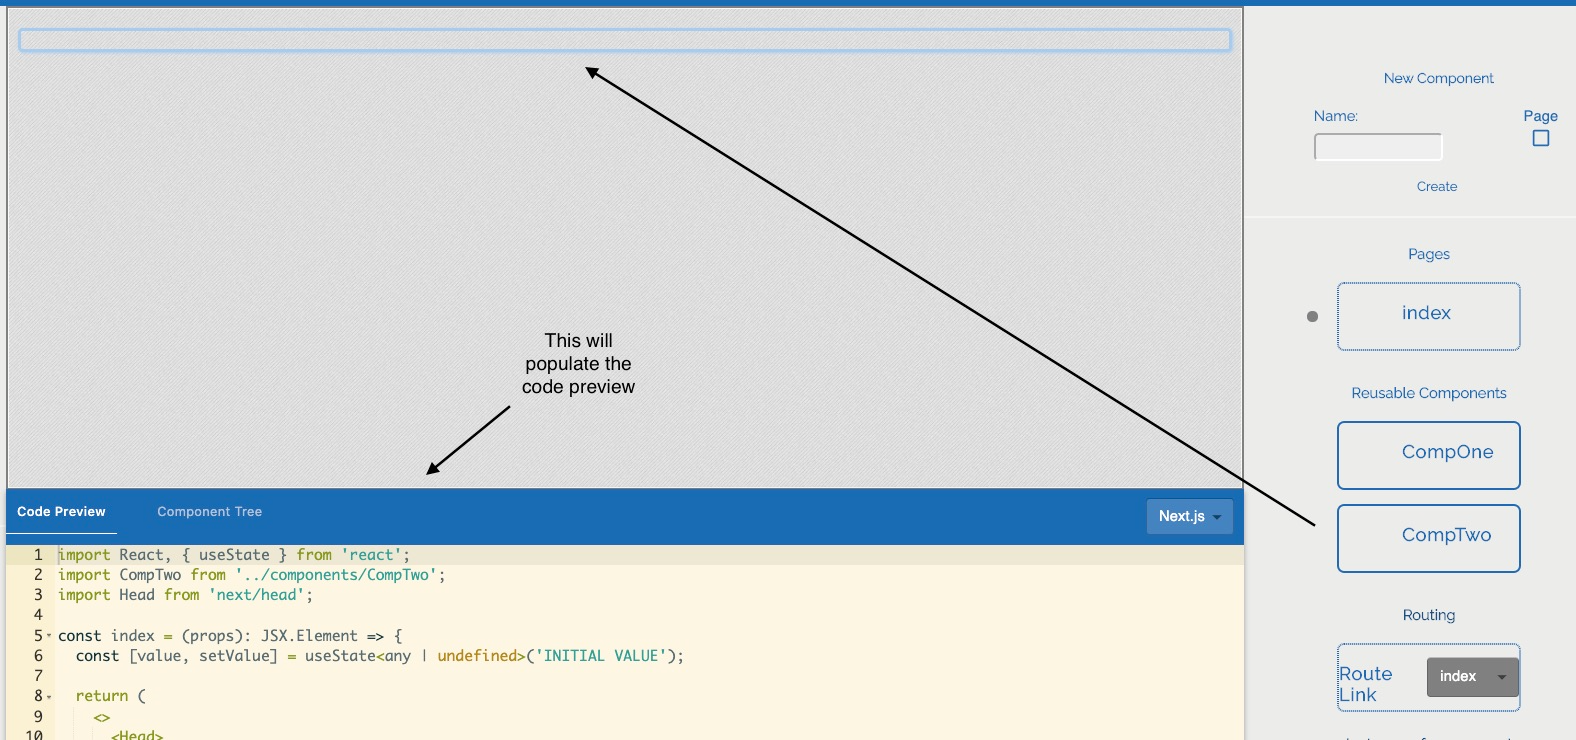 New Component
Name:
Page
Create
Pages
index
Reusable Components
CompOne
CompTwo
Routing
Route
Link
index
This will
populate the
code preview
Code Preview
Component Tree
Next.js
1 import React, { useState } from 'react';
2 import CompTwo from '../components/CompTwo';
3 import Head from 'next/head';
4
5 const index = (props): JSX.Element => {
6 const [value, setValue] = useState<any | undefined>('INITIAL VALUE');
7
8 return (
9 <>
10 <Head>